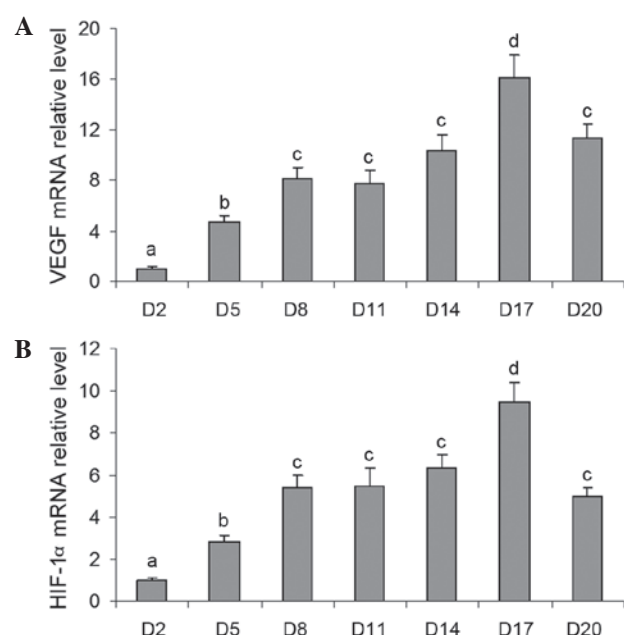 A
VEGF mRNA relative level
20
16
12
8
4
0
a
b
c
c
c
d
c
D2 D5 D8 D11 D14 D17 D20
B
HIF-1α mRNA relative level
12
10
8
6
4
2
0
a
b
c
c
c
d
c
D2 D5 D8 D11 D14 D17 D20